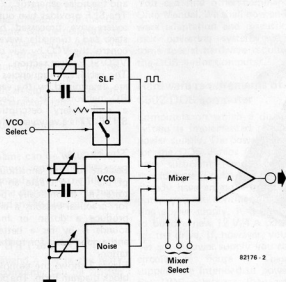 SLF
VCO
Select
VCO
Mixer
A
Noise
Mixer
Select
82176 - 2